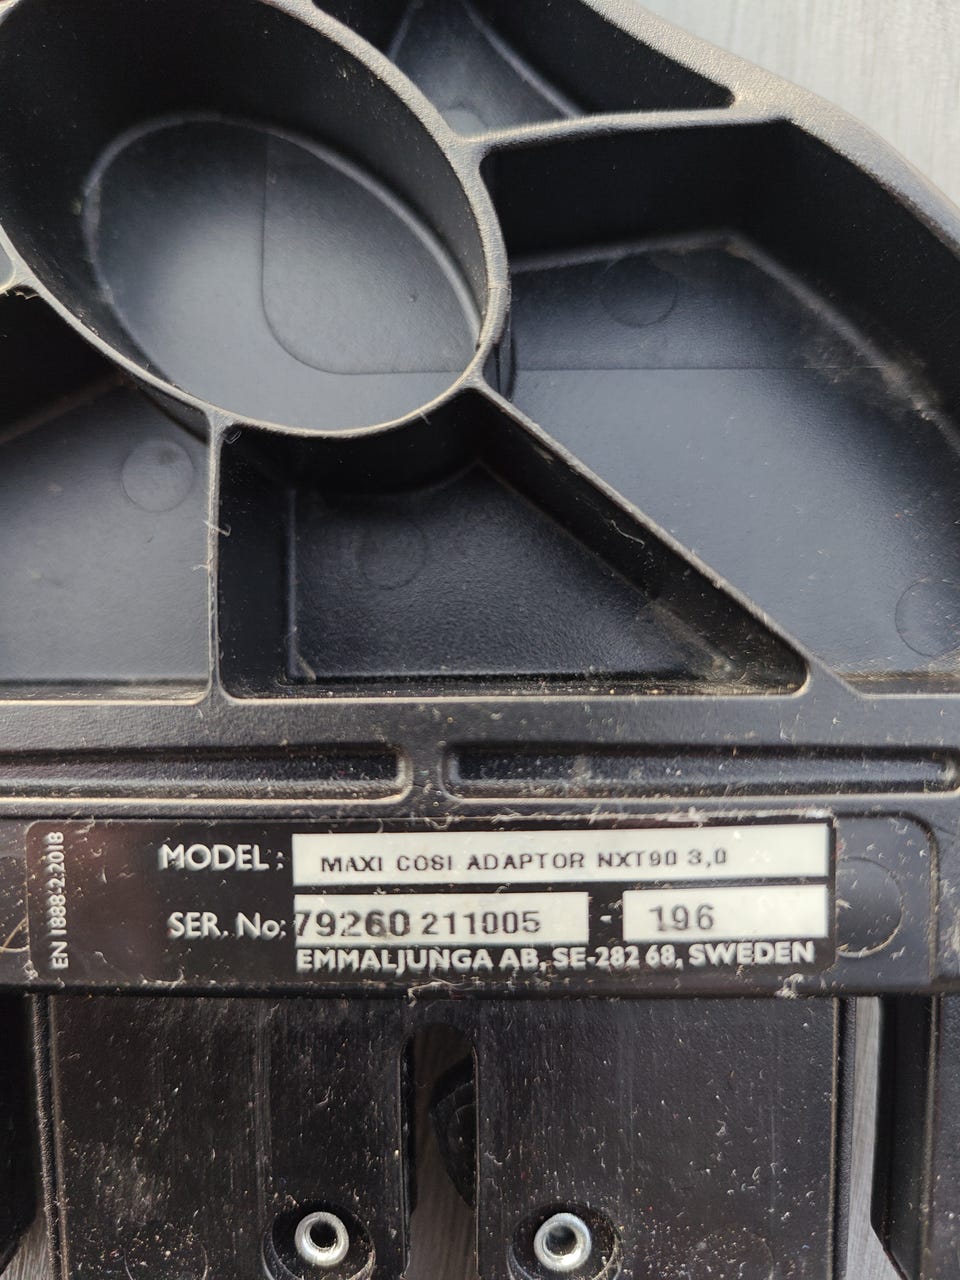 EN 1888-2:2018
MODEL: MAXI COSI ADAPTOR NXT90 3,0
SER. No: 79260 211005 - 196
EMMALJUNGA AB, SE-282 68, SWEDEN